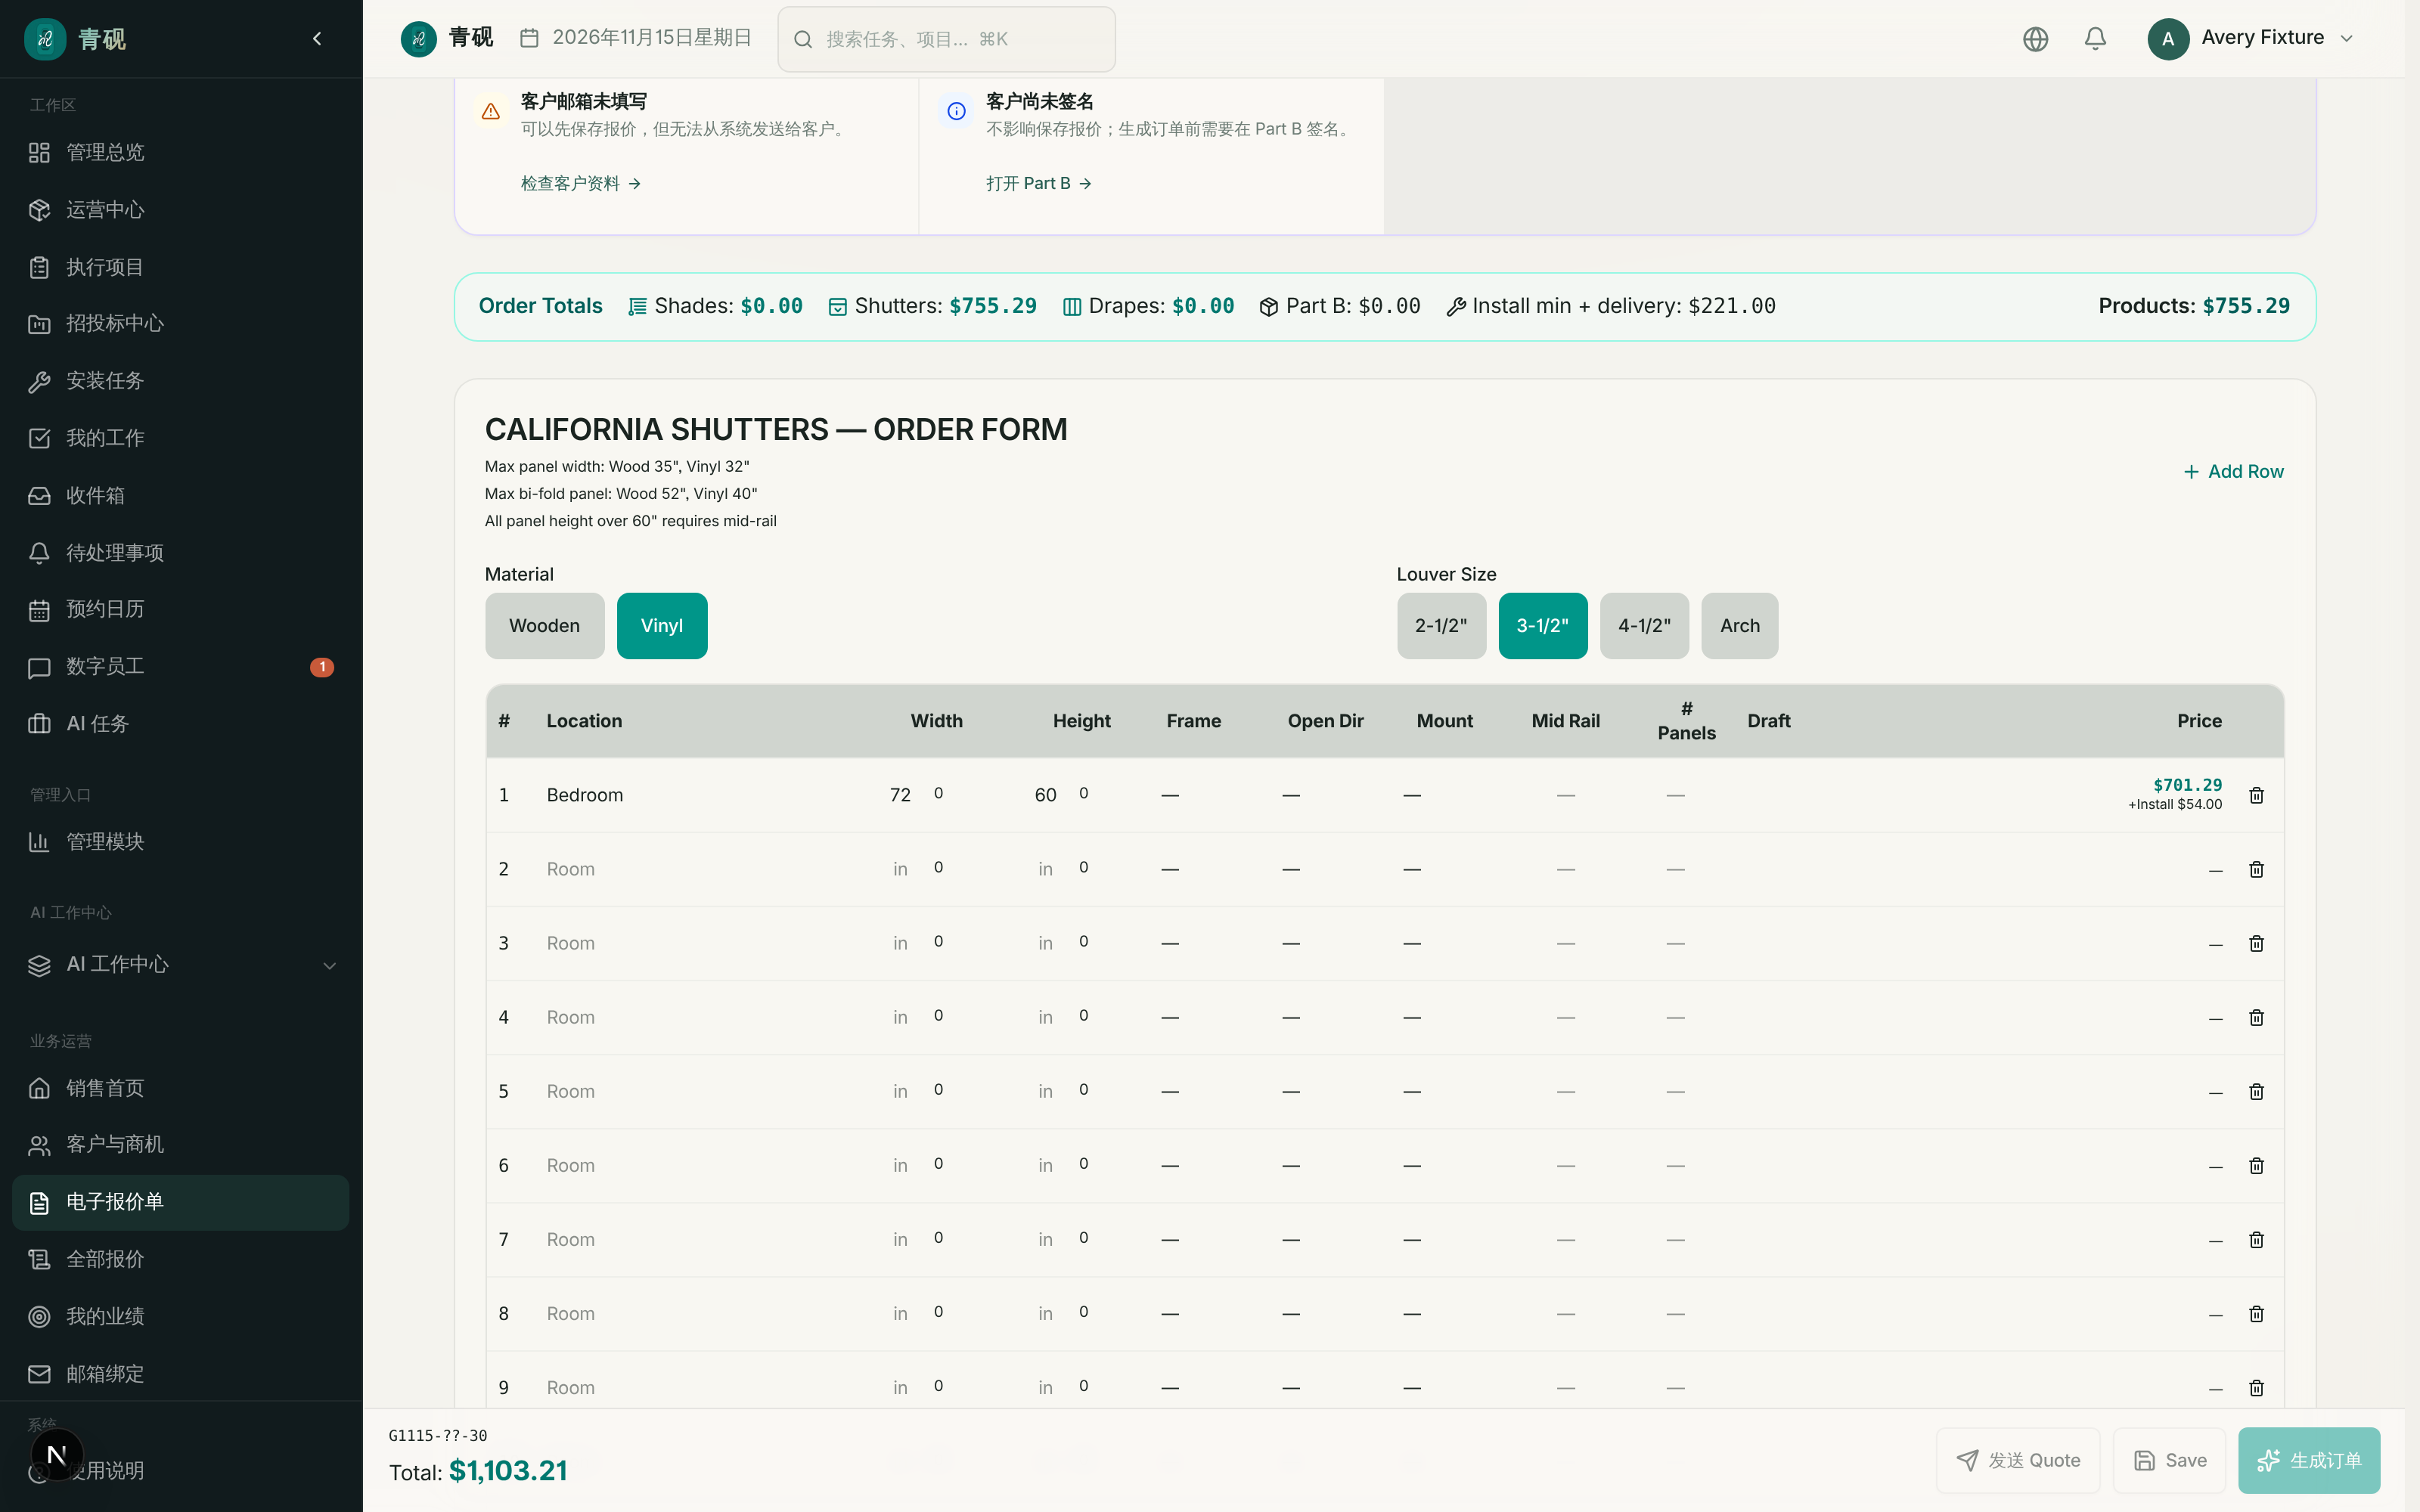 青砚
工作区
管理总览
运营中心
执行项目
招投标中心
安装任务
我的工作
收件箱
待处理事项
预约日历
数字员工 1
AI 任务
管理入口
管理模块
AI 工作中心
AI 工作中心
业务运营
销售首页
客户与商机
电子报价单
全部报价
我的业绩
邮箱绑定
系统
N
使用说明
青砚 2026年11月15日星期日 搜索任务、项目... ⌘K A Avery Fixture
客户邮箱未填写
可以先保存报价，但无法从系统发送给客户。
检查客户资料 →
客户尚未签名
不影响保存报价；生成订单前需要在 Part B 签名。
打开 Part B →
Order Totals Shades: $0.00 Shutters: $755.29 Drapes: $0.00 Part B: $0.00 Install min + delivery: $221.00 Products: $755.29
CALIFORNIA SHUTTERS — ORDER FORM
Max panel width: Wood 35", Vinyl 32"
Max bi-fold panel: Wood 52", Vinyl 40"
All panel height over 60" requires mid-rail
+ Add Row
Material
Wooden Vinyl
Louver Size
2-1/2" 3-1/2" 4-1/2" Arch
# Location Width Height Frame Open Dir Mount Mid Rail # Panels Draft Price
1 Bedroom 72 0 60 0 — — — — — $701.29
+Install $54.00
2 Room in 0 in 0 — — — — — —
3 Room in 0 in 0 — — — — — —
4 Room in 0 in 0 — — — — — —
5 Room in 0 in 0 — — — — — —
6 Room in 0 in 0 — — — — — —
7 Room in 0 in 0 — — — — — —
8 Room in 0 in 0 — — — — — —
9 Room in 0 in 0 — — — — — —
G1115-??-30
Total: $1,103.21
发送 Quote Save 生成订单